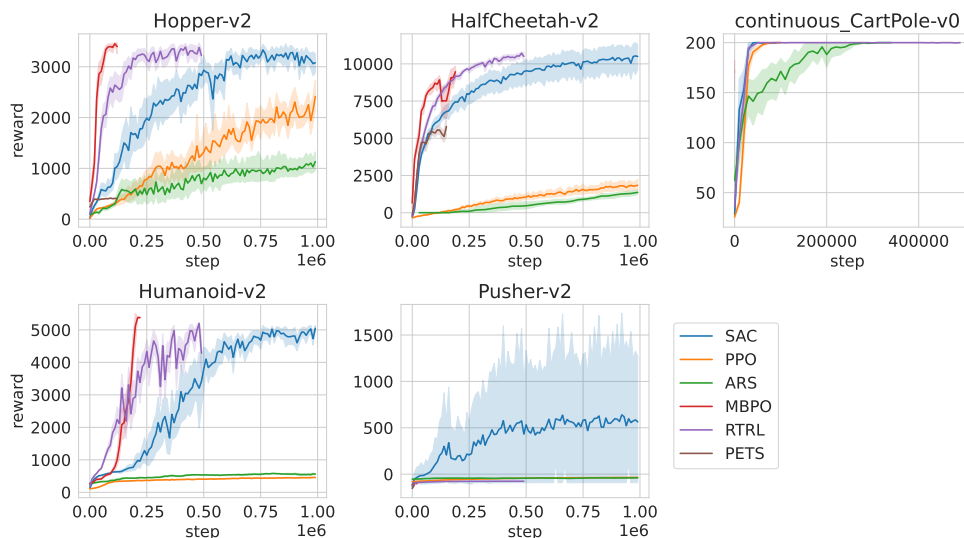 Hopper-v2
HalfCheetah-v2
continuous_CartPole-v0
reward
3000
2000
1000
0
0.00 0.25 0.50 0.75 1.00
step
1e6
10000
7500
5000
2500
0
0.00 0.25 0.50 0.75 1.00
step
1e6
200
150
100
50
0 200000 400000
step
Humanoid-v2
Pusher-v2
reward
5000
4000
3000
2000
1000
0
0.00 0.25 0.50 0.75 1.00
step
1e6
1500
1000
500
0
0.00 0.25 0.50 0.75 1.00
step
1e6
SAC
PPO
ARS
MBPO
RTRL
PETS